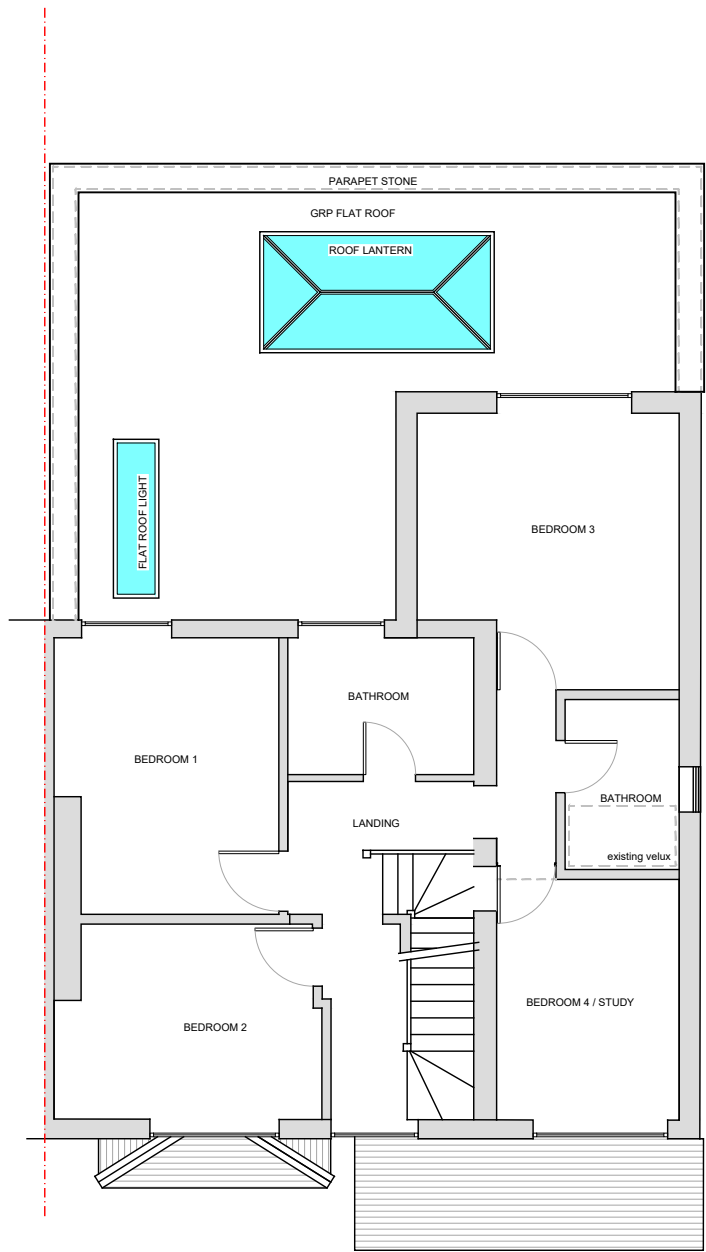 PARAPET STONE
GRP FLAT ROOF
ROOF LANTERN
FLAT ROOF LIGHT
BEDROOM 3
BATHROOM
BEDROOM 1
BATHROOM
LANDING
existing velux
BEDROOM 4 / STUDY
BEDROOM 2